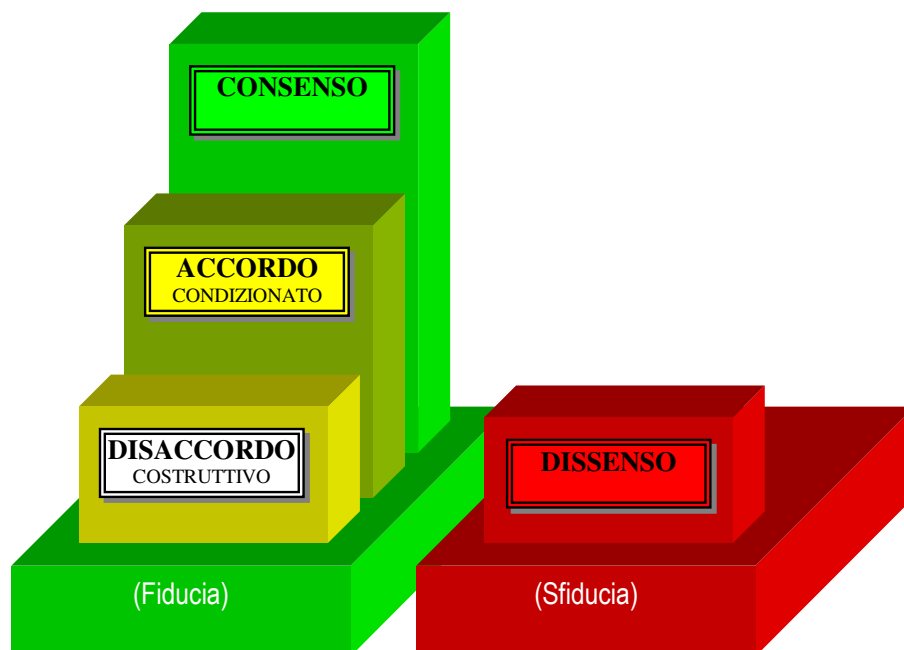 CONSENSO
ACCORDO
CONDIZIONATO
DISACCORDO
COSTRUTTIVO
DISSENSO
(Fiducia)
(Sfiducia)